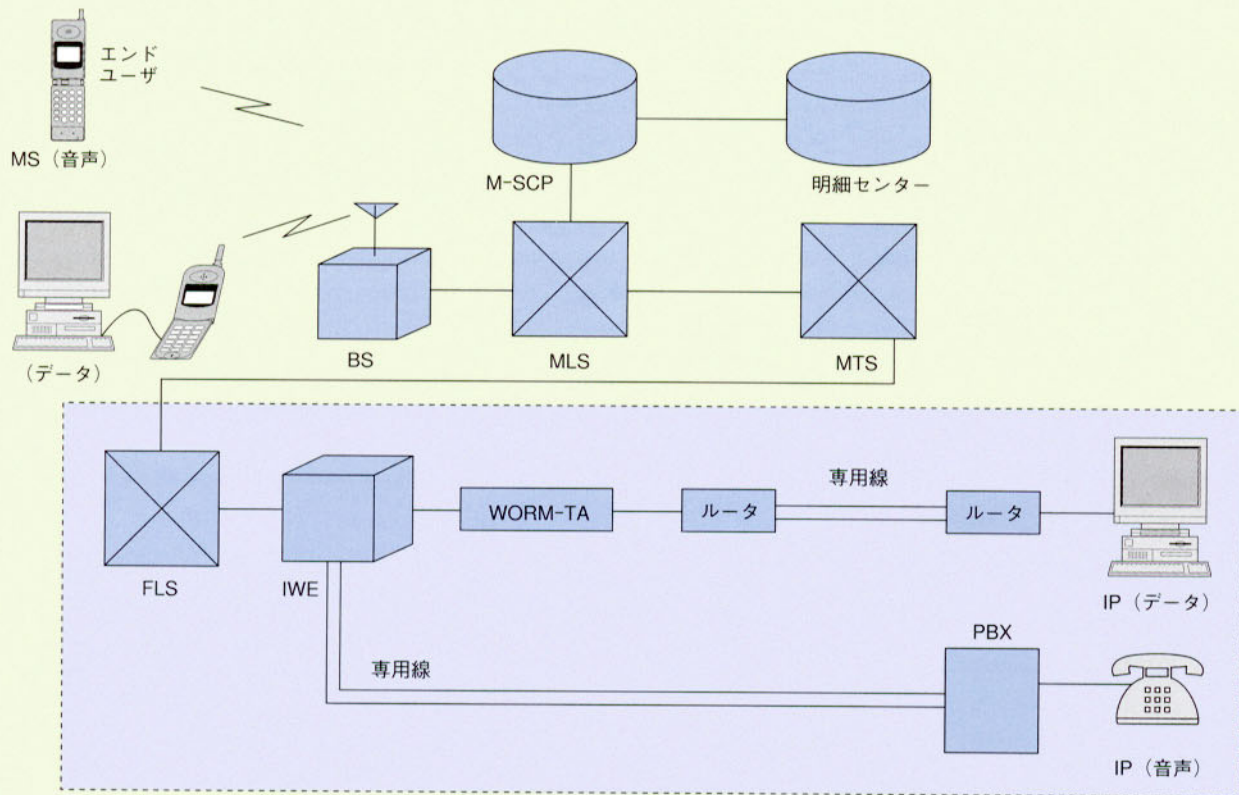 エンド
ユーザ
MS（音声）
M-SCP
明細センター
（データ）
BS
MLS
MTS
専用線
WORM-TA
ルータ
ルータ
FLS
IWE
IP（データ）
PBX
専用線
IP（音声）